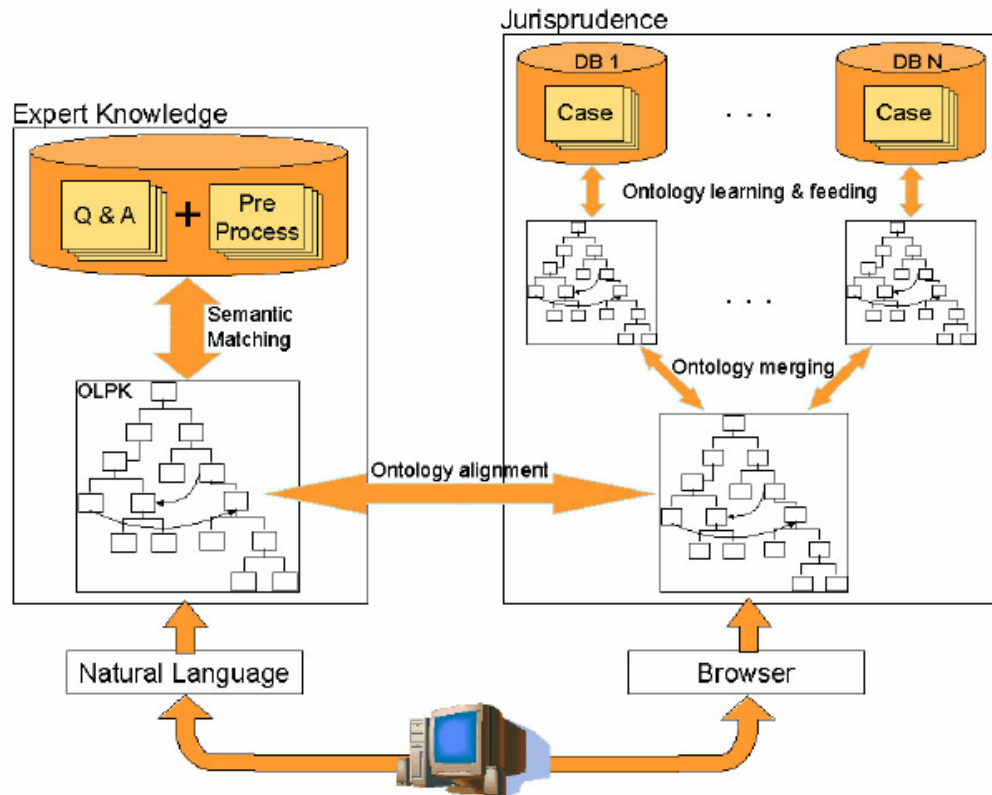 Jurisprudence
DB 1
DB N
Case
. . .
Case
Expert Knowledge
Q & A
+
Pre
Process
Ontology learning & feeding
. . .
Semantic
Matching
Ontology merging
OLPK
Ontology alignment
Natural Language
Browser